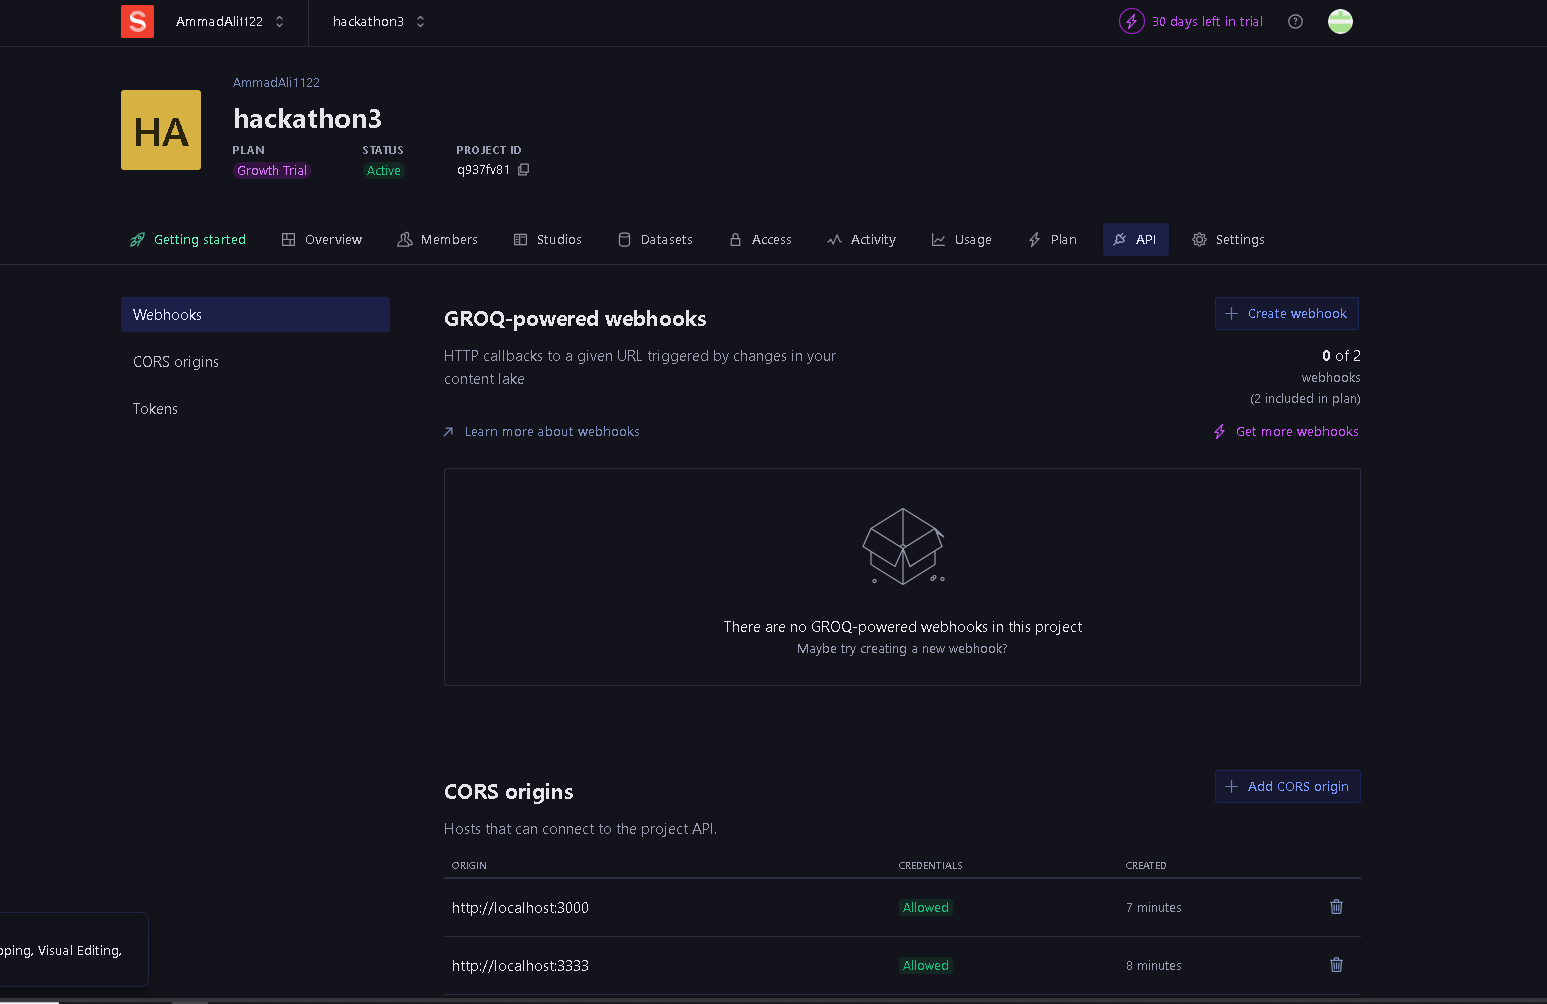 S AmmadAli1122 hackathon3 30 days left in trial ?
AmmadAli1122
HA
hackathon3
PLAN STATUS PROJECT ID
Growth Trial Active q937fv81
Getting started Overview Members Studios Datasets Access Activity Usage Plan API Settings
Webhooks
CORS origins
Tokens
GROQ-powered webhooks
Create webhook
HTTP callbacks to a given URL triggered by changes in your
content lake
0 of 2
webhooks
(2 included in plan)
Learn more about webhooks
Get more webhooks
There are no GROQ-powered webhooks in this project
Maybe try creating a new webhook?
CORS origins
Add CORS origin
Hosts that can connect to the project API.
ORIGIN CREDENTIALS CREATED
http://localhost:3000 Allowed 7 minutes
http://localhost:3333 Allowed 8 minutes
Visual Editing,